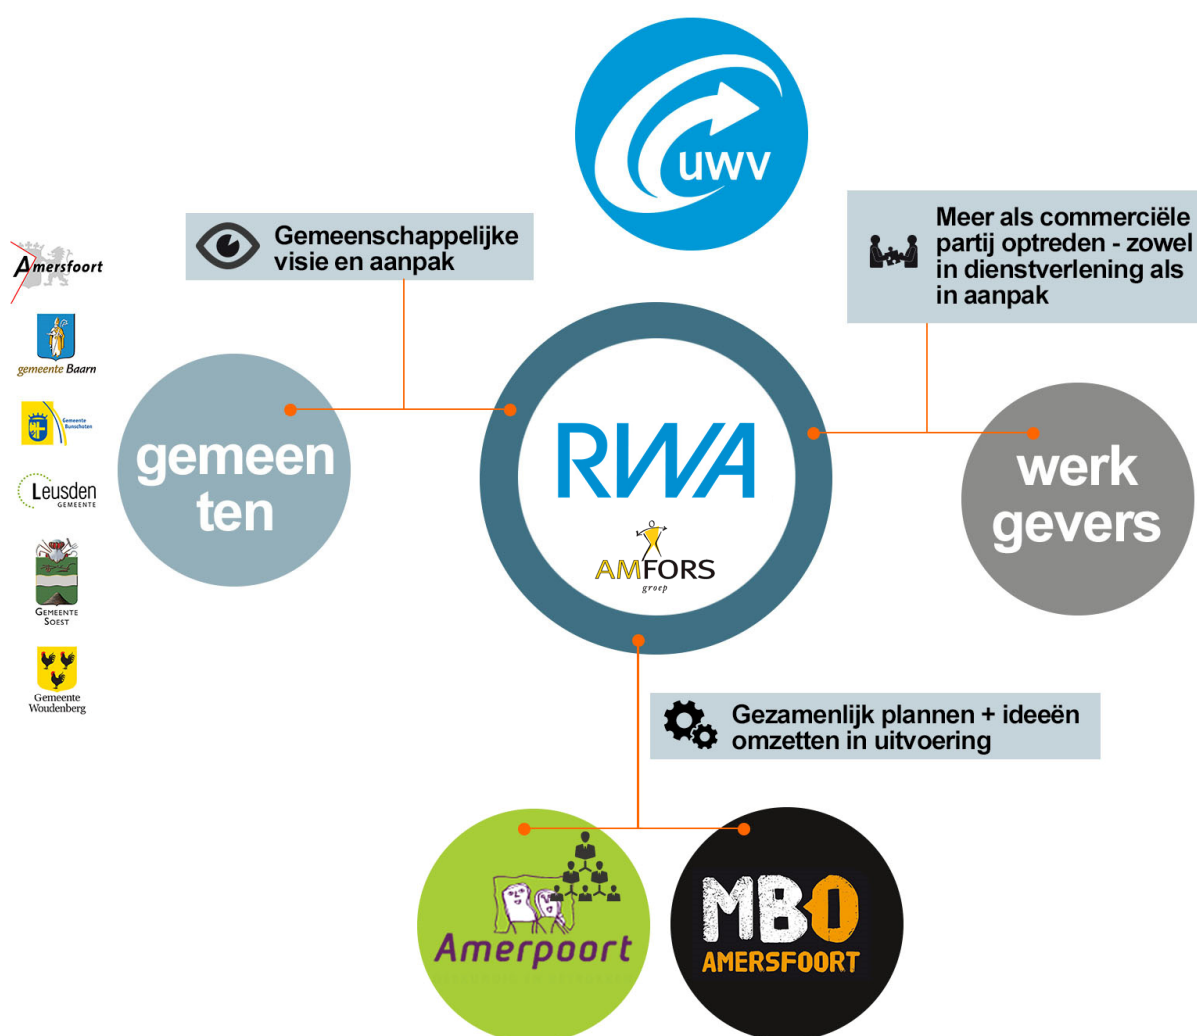 uwv
Gemeenschappelijke
visie en aanpak
Meer als commerciële
partij optreden - zowel
in dienstverlening als
in aanpak
Amersfoort
gemeente Baarn
Gemeente
Bunschoten
Leusden
GEMEENTE
GEMEENTE
SOEST
Gemeente
Woudenberg
gemeen
ten
RWA
AMFORS
groep
werk
gevers
Gezamenlijk plannen + ideeën
omzetten in uitvoering
Amerpoort
MBO
AMERSFOORT